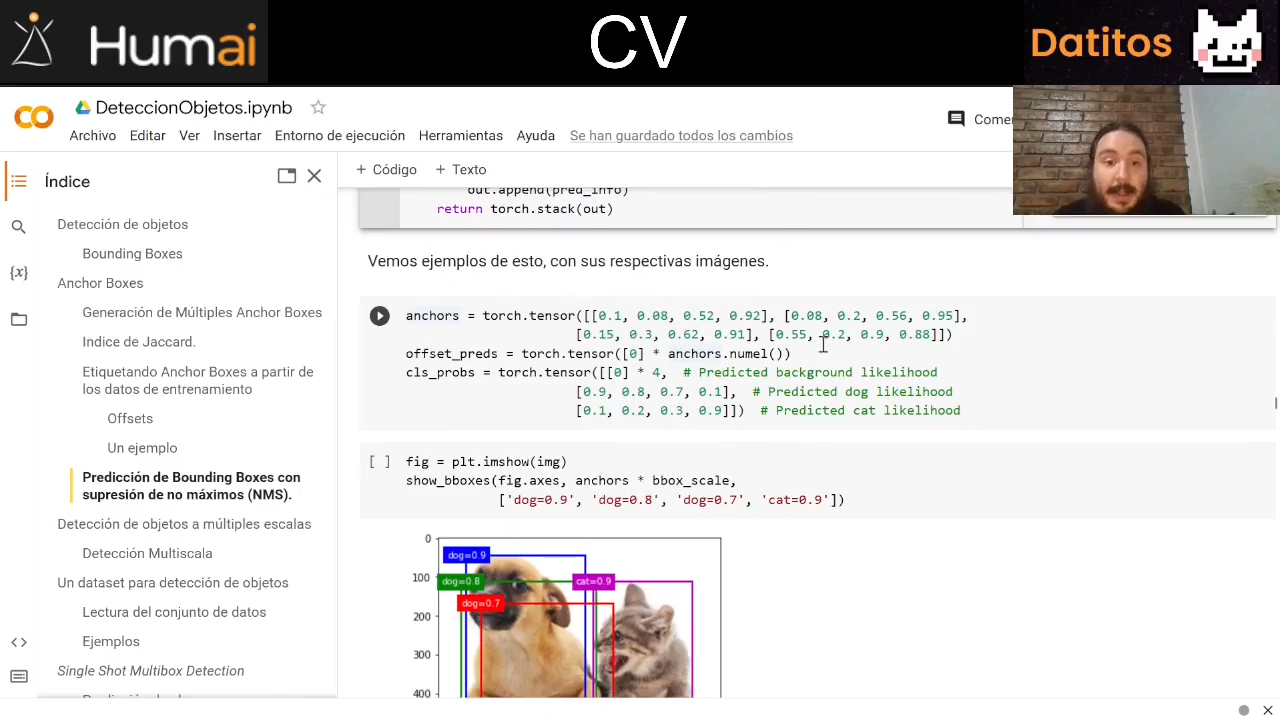 Humai
CV
Datitos
DeteccionObjetos.ipynb
Archivo Editar Ver Insertar Entorno de ejecución Herramientas Ayuda Se han guardado todos los cambios
+ Código + Texto
Índice
Detección de objetos
Bounding Boxes
Anchor Boxes
Generación de Múltiples Anchor Boxes
Indice de Jaccard.
Etiquetando Anchor Boxes a partir de
los datos de entrenamiento
Offsets
Un ejemplo
Predicción de Bounding Boxes con
supresión de no máximos (NMS).
Detección de objetos a múltiples escalas
Detección Multiscala
Un dataset para detección de objetos
Lectura del conjunto de datos
Ejemplos
Single Shot Multibox Detection
out.append(pred_info)
return torch.stack(out)
Vemos ejemplos de esto, con sus respectivas imágenes.
anchors = torch.tensor([[0.1, 0.08, 0.52, 0.92], [0.08, 0.2, 0.56, 0.95],
[0.15, 0.3, 0.62, 0.91], [0.55, 0.2, 0.9, 0.88]])
offset_preds = torch.tensor([0] * anchors.numel())
cls_probs = torch.tensor([[0] * 4, # Predicted background likelihood
[0.9, 0.8, 0.7, 0.1], # Predicted dog likelihood
[0.1, 0.2, 0.3, 0.9]]) # Predicted cat likelihood
[ ] fig = plt.imshow(img)
show_bboxes(fig.axes, anchors * bbox_scale,
['dog=0.9', 'dog=0.8', 'dog=0.7', 'cat=0.9'])
0
dog=0.9
100
dog=0.8
cat=0.9
dog=0.7
200
300
400